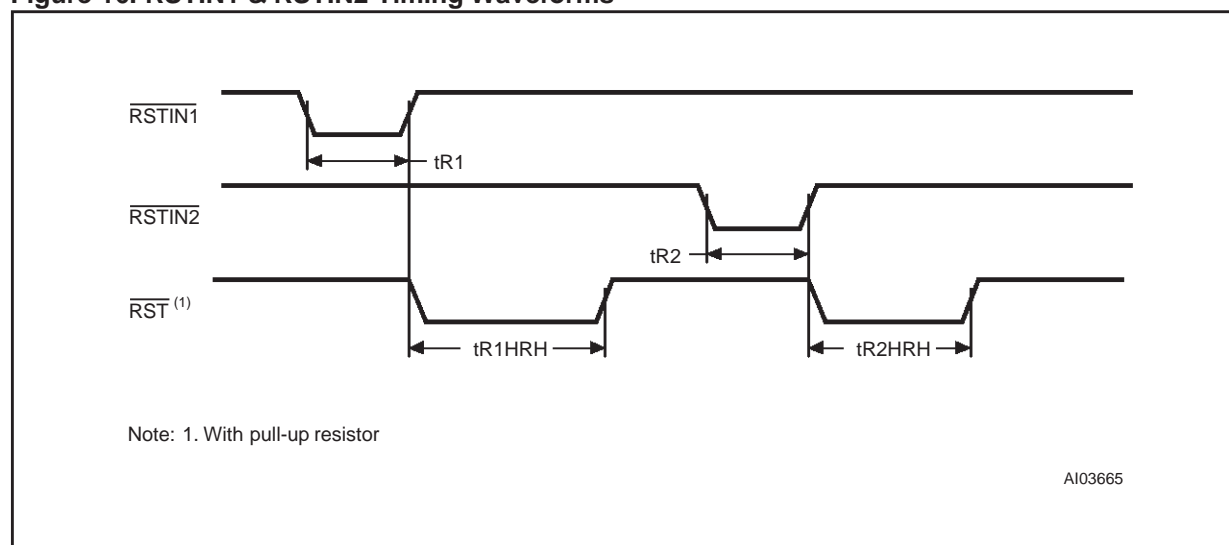 Figure 10. RSTIN1 & RSTIN2 Timing Waveforms
RSTIN1
tR1
RSTIN2
tR2
RST (1)
tR1HRH
tR2HRH
Note: 1. With pull-up resistor
AI03665